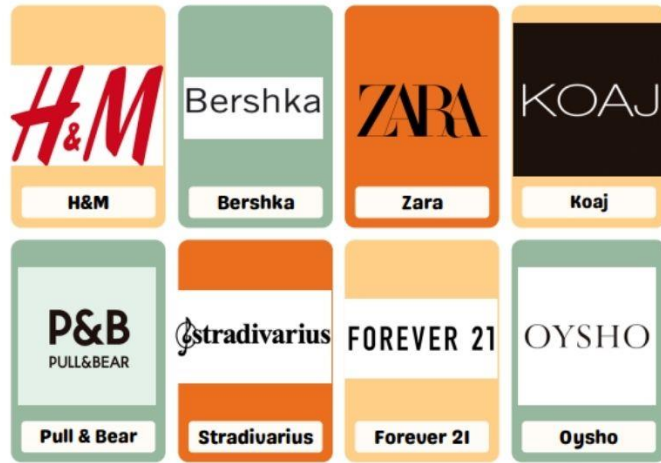 H&M
Bershka
ZARA
KOAJ
H&M
Bershka
Zara
Koaj
P&B
PULL&BEAR
stradivarius
FOREVER 21
OYSHO
Pull & Bear
Stradivarius
Forever 21
Oysho